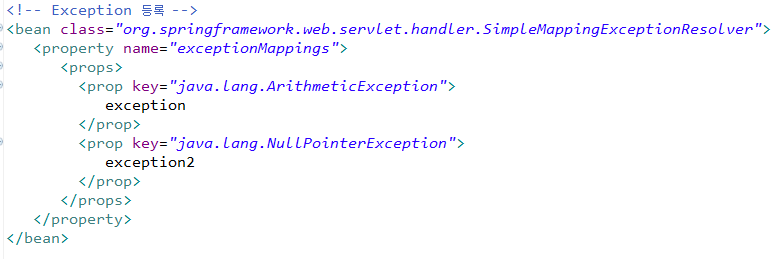 <!-- Exception 등록 -->
<bean class="org.springframework.web.servlet.handler.SimpleMappingExceptionResolver">
<property name="exceptionMappings">
<props>
<prop key="java.lang.ArithmeticException">
exception
</prop>
<prop key="java.lang.NullPointerException">
exception2
</prop>
</props>
</property>
</bean>